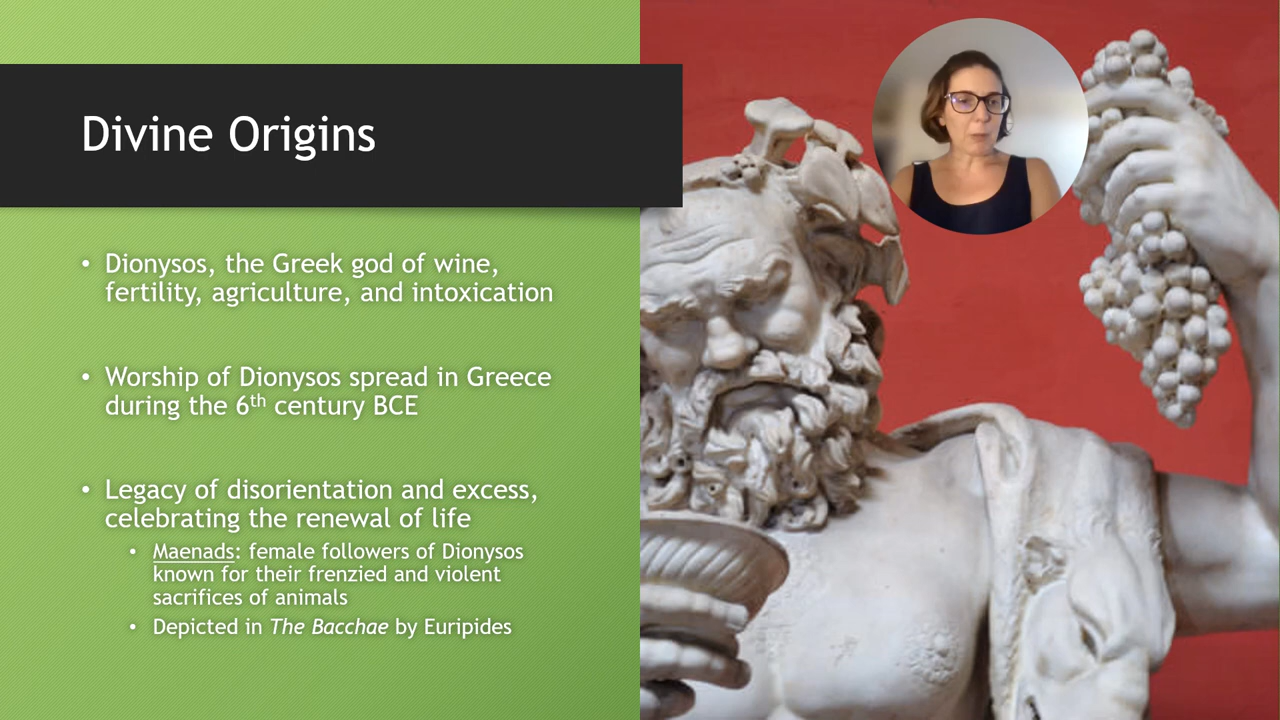 Divine Origins
• Dionysos, the Greek god of wine,
fertility, agriculture, and intoxication
• Worship of Dionysos spread in Greece
during the 6th century BCE
• Legacy of disorientation and excess,
celebrating the renewal of life
• Maenads: female followers of Dionysos
known for their frenzied and violent
sacrifices of animals
• Depicted in The Bacchae by Euripides